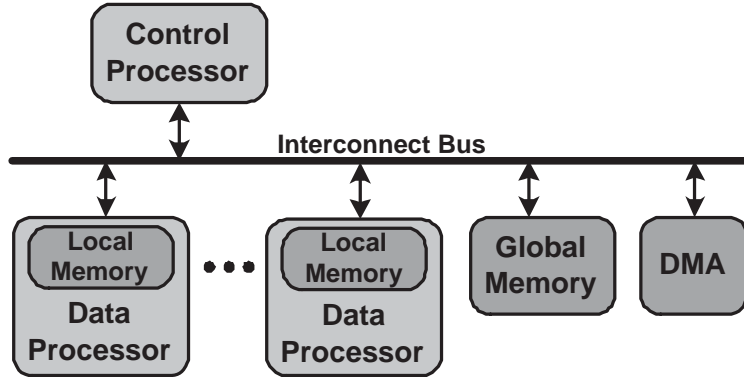 Control
Processor
Interconnect Bus
Local
Memory
Data
Processor
Local
Memory
Data
Processor
Global
Memory
DMA